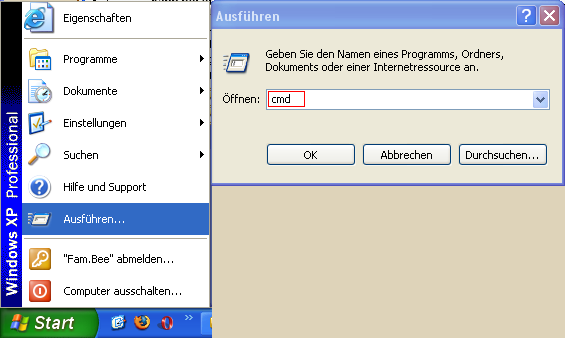 Eigenschaften
Programme
Dokumente
Einstellungen
Suchen
Hilfe und Support
Ausführen...
"Fam.Bee" abmelden...
Computer ausschalten...
Windows XP Professional
Start
»
Ausführen
Geben Sie den Namen eines Programms, Ordners,
Dokuments oder einer Internetressource an.
Öffnen: cmd
OK Abbrechen Durchsuchen...